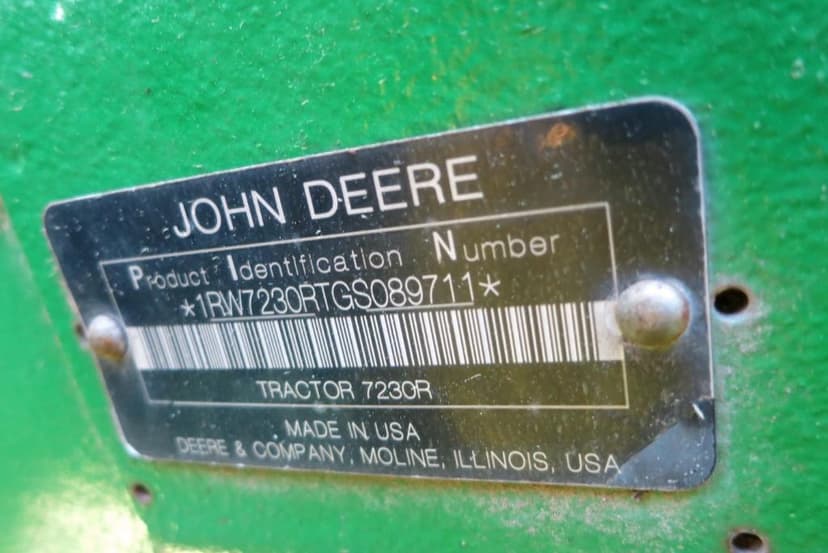 JOHN DEERE
Product Identification Number
*1RW7230RTGS089711*
TRACTOR 7230R
MADE IN USA
DEERE & COMPANY, MOLINE, ILLINOIS, USA